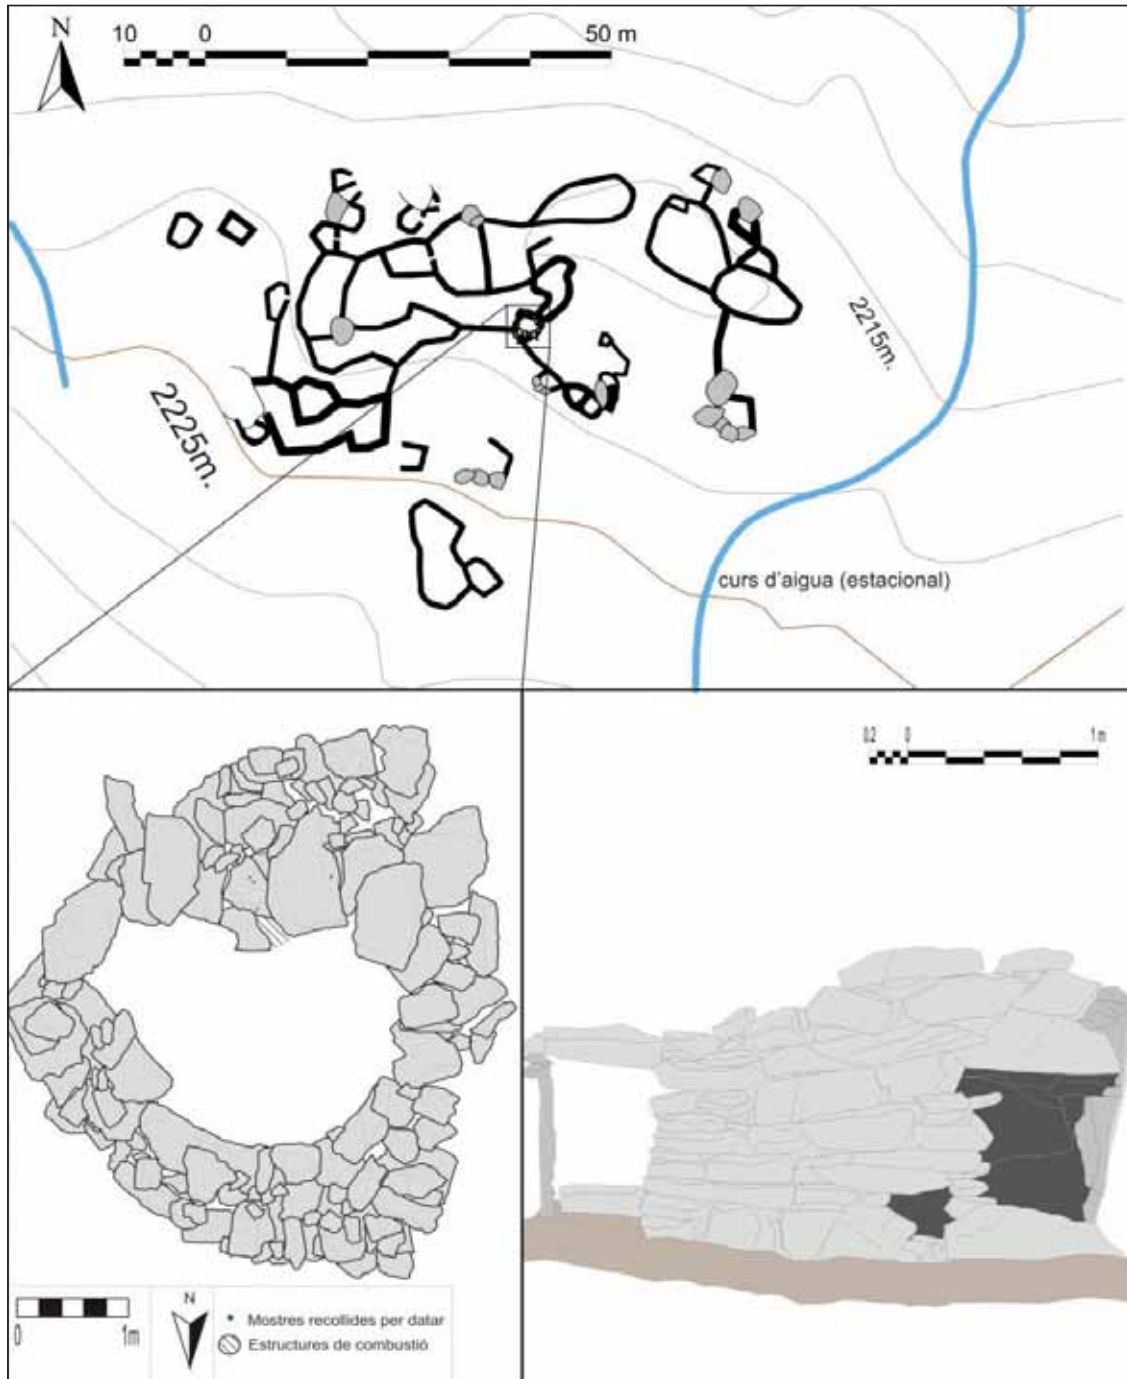 N
10 0 50 m
2215m.
2225m.
curs d'aigua (estacional)
0.2 0 1 m
N
Mostres recollides per datar
Estructures de combustió
0 1m